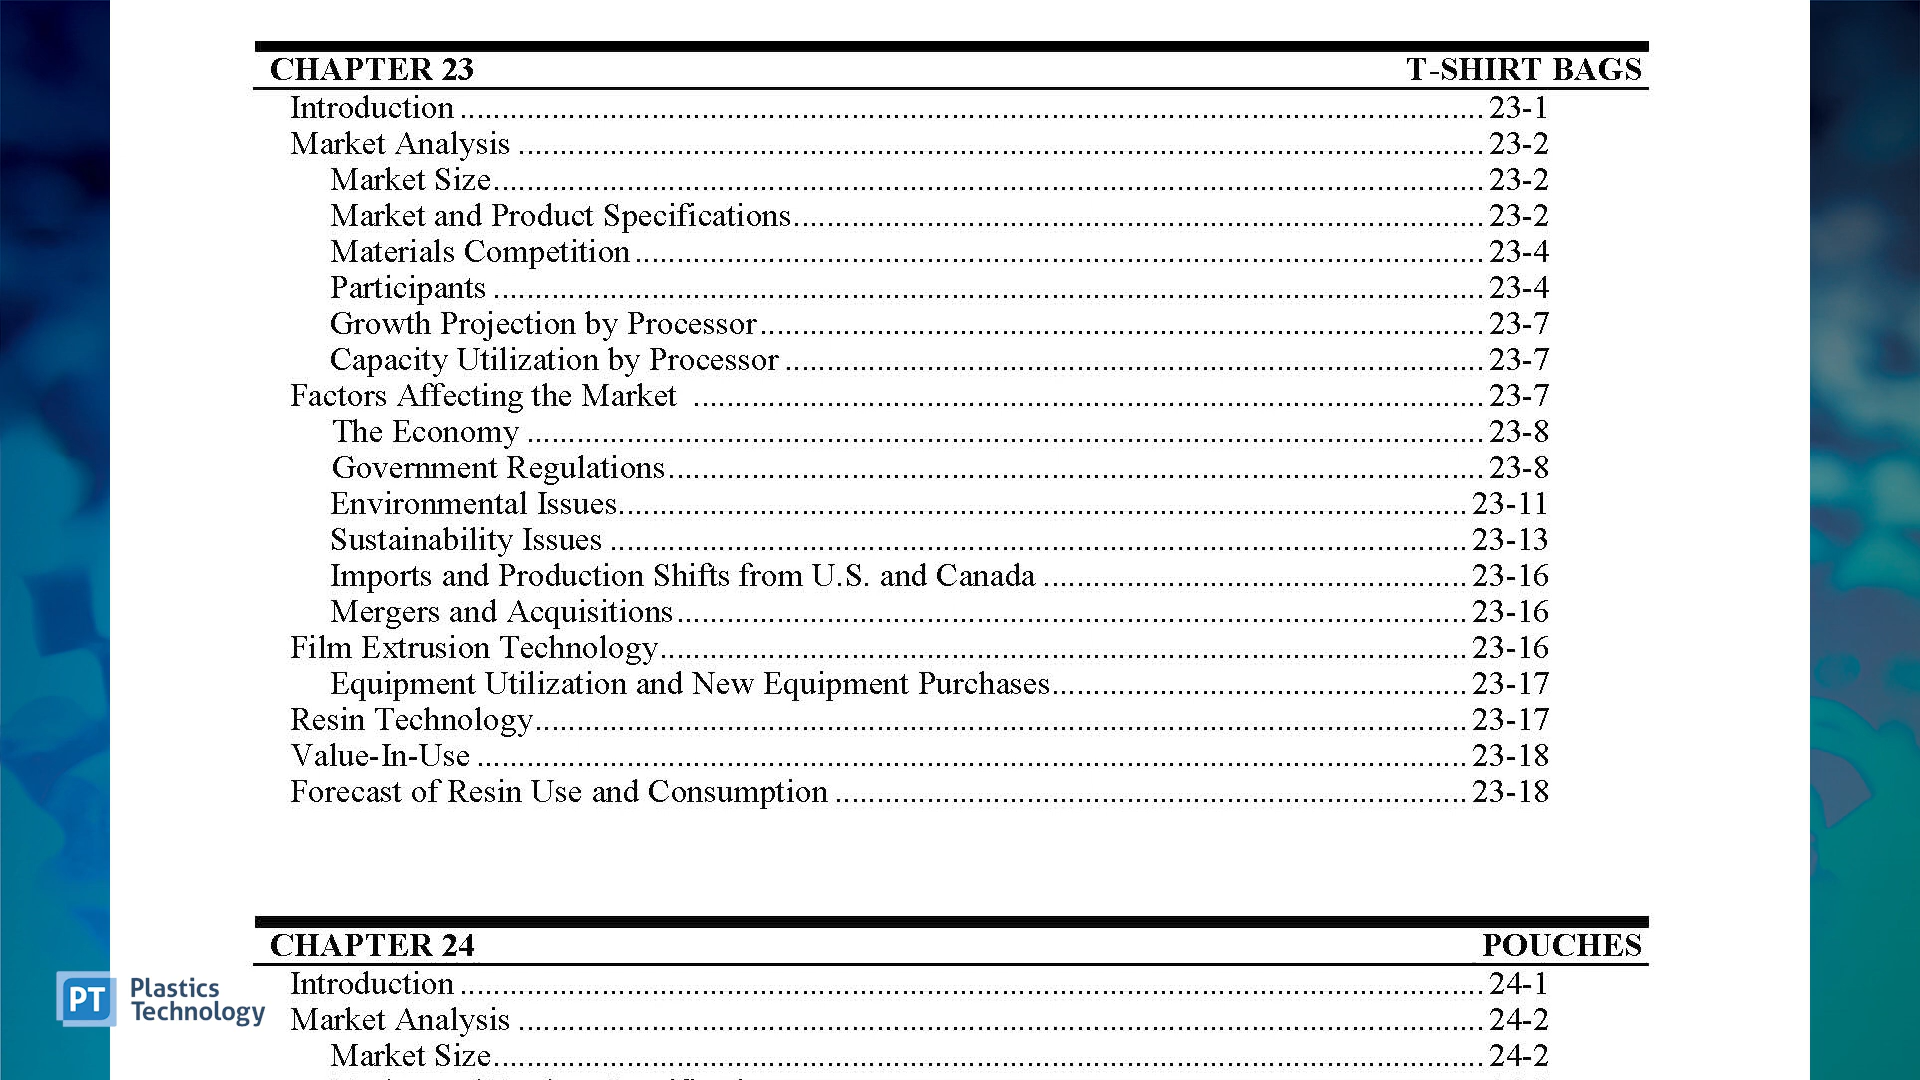 CHAPTER 23 T-SHIRT BAGS
Introduction 23-1
Market Analysis 23-2
Market Size 23-2
Market and Product Specifications 23-2
Materials Competition 23-4
Participants 23-4
Growth Projection by Processor 23-7
Capacity Utilization by Processor 23-7
Factors Affecting the Market 23-7
The Economy 23-8
Government Regulations 23-8
Environmental Issues 23-11
Sustainability Issues 23-13
Imports and Production Shifts from U.S. and Canada 23-16
Mergers and Acquisitions 23-16
Film Extrusion Technology 23-16
Equipment Utilization and New Equipment Purchases 23-17
Resin Technology 23-17
Value-In-Use 23-18
Forecast of Resin Use and Consumption 23-18
CHAPTER 24 POUCHES
Introduction 24-1
Market Analysis 24-2
Market Size 24-2
PT Plastics
Technology